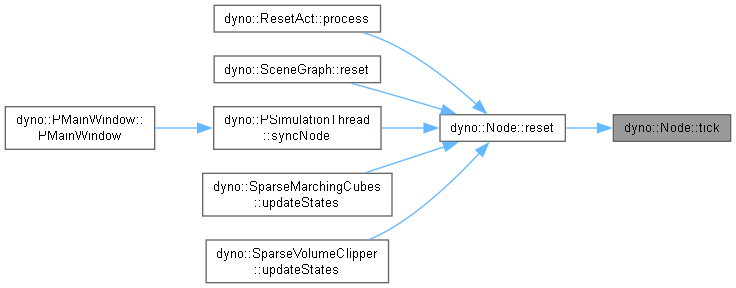 dyno::ResetAct::process
dyno::SceneGraph::reset
dyno::PMainWindow::
PMainWindow
dyno::PSimulationThread
::syncNode
dyno::Node::reset
dyno::Node::tick
dyno::SparseMarchingCubes
::updateStates
dyno::SparseVolumeClipper
::updateStates